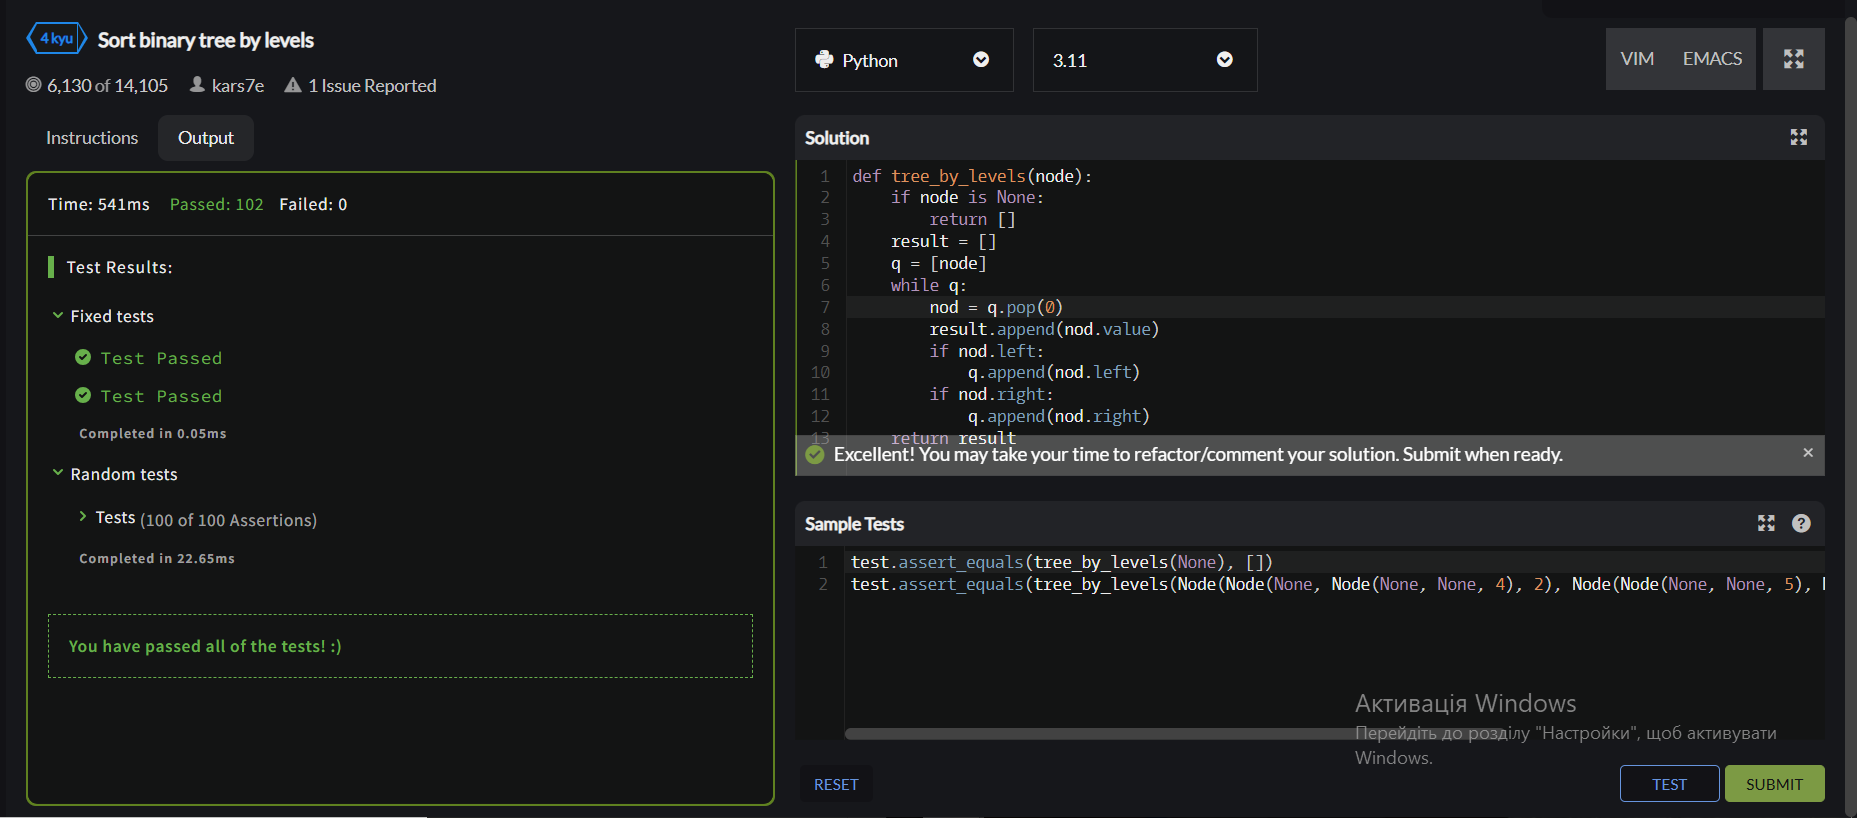 4 kyu Sort binary tree by levels
6,130 of 14,105 kars7e 1 Issue Reported
Instructions Output
Time: 541ms Passed: 102 Failed: 0
Test Results:
Fixed tests
Test Passed
Test Passed
Completed in 0.05ms
Random tests
Tests (100 of 100 Assertions)
Completed in 22.65ms
You have passed all of the tests! :)
Python 3.11 VIM EMACS
Solution
1 def tree_by_levels(node):
2     if node is None:
3         return []
4     result = []
5     q = [node]
6     while q:
7         nod = q.pop(0)
8         result.append(nod.value)
9         if nod.left:
10             q.append(nod.left)
11         if nod.right:
12             q.append(nod.right)
13     return result
Excellent! You may take your time to refactor/comment your solution. Submit when ready. ×
Sample Tests ?
1 test.assert_equals(tree_by_levels(None), [])
2 test.assert_equals(tree_by_levels(Node(Node(None, Node(None, None, 4), 2), Node(Node(None, None, 5),
Активація Windows
Перейдіть до розділу "Настройки", щоб активувати
Windows.
RESET TEST SUBMIT